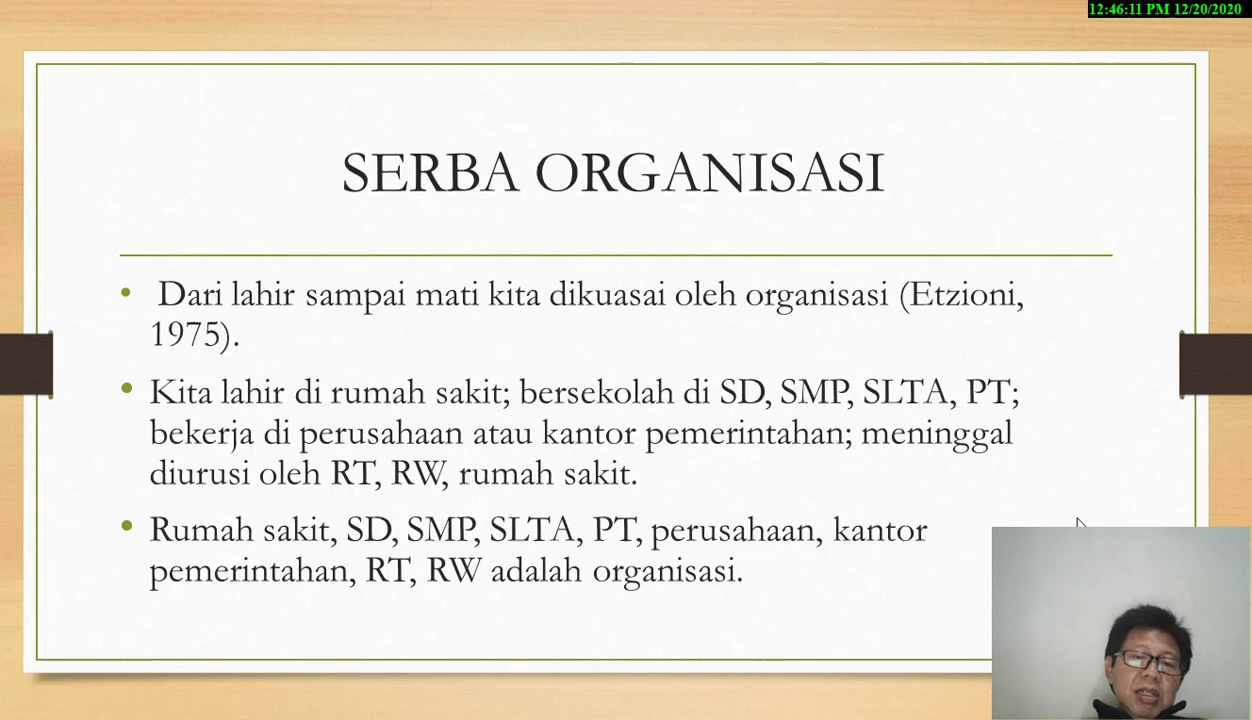 12:46:11 PM 12/20/2020
SERBA ORGANISASI
• Dari lahir sampai mati kita dikuasai oleh organisasi (Etzioni,
1975).
• Kita lahir di rumah sakit; bersekolah di SD, SMP, SLTA, PT;
bekerja di perusahaan atau kantor pemerintahan; meninggal
diurusi oleh RT, RW, rumah sakit.
• Rumah sakit, SD, SMP, SLTA, PT, perusahaan, kantor
pemerintahan, RT, RW adalah organisasi.